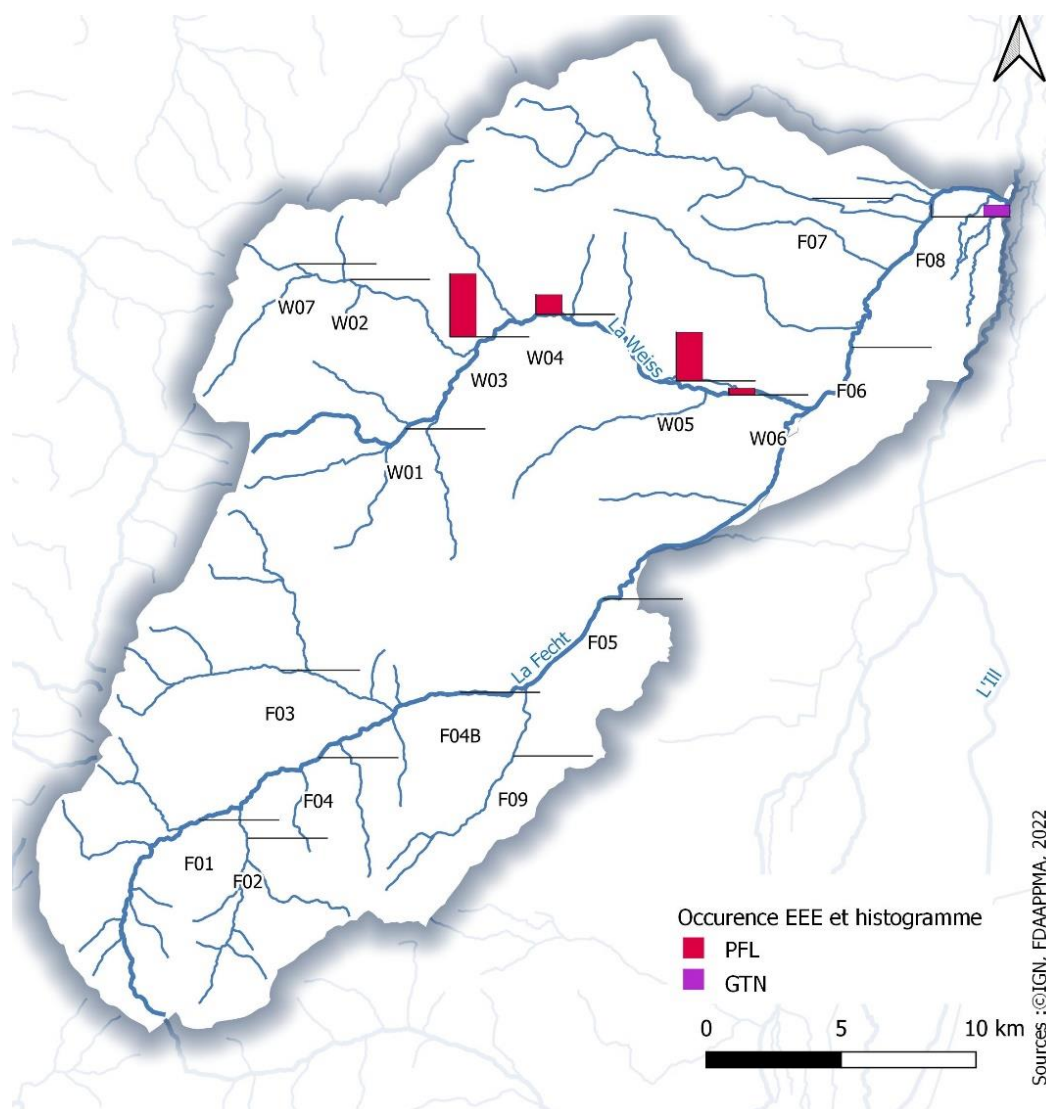 F07
F08
W07
W02
La Weiss
W04
W03
F06
W05
W06
W01
F05
La Fecht
L'Ill
F03
F04B
F04
F09
F01
F02
Occurence EEE et histogramme
PFL
GTN
0 5 10 km
Sources :©IGN, FDAAPPMA, 2022